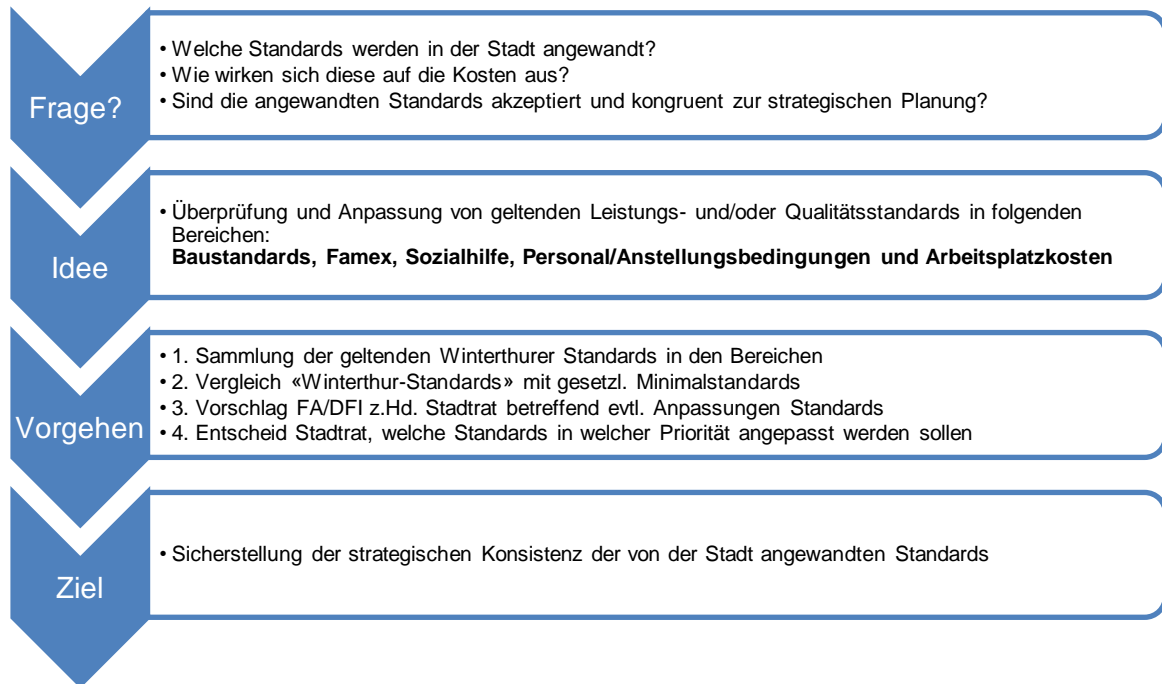 Frage?
• Welche Standards werden in der Stadt angewandt?
• Wie wirken sich diese auf die Kosten aus?
• Sind die angewandten Standards akzeptiert und kongruent zur strategischen Planung?
Idee
• Überprüfung und Anpassung von geltenden Leistungs- und/oder Qualitätsstandards in folgenden
Bereichen:
Baustandards, Famex, Sozialhilfe, Personal/Anstellungsbedingungen und Arbeitsplatzkosten
Vorgehen
• 1. Sammlung der geltenden Winterthurer Standards in den Bereichen
• 2. Vergleich «Winterthur-Standards» mit gesetzl. Minimalstandards
• 3. Vorschlag FA/DFI z.Hd. Stadtrat betreffend evtl. Anpassungen Standards
• 4. Entscheid Stadtrat, welche Standards in welcher Priorität angepasst werden sollen
Ziel
• Sicherstellung der strategischen Konsistenz der von der Stadt angewandten Standards